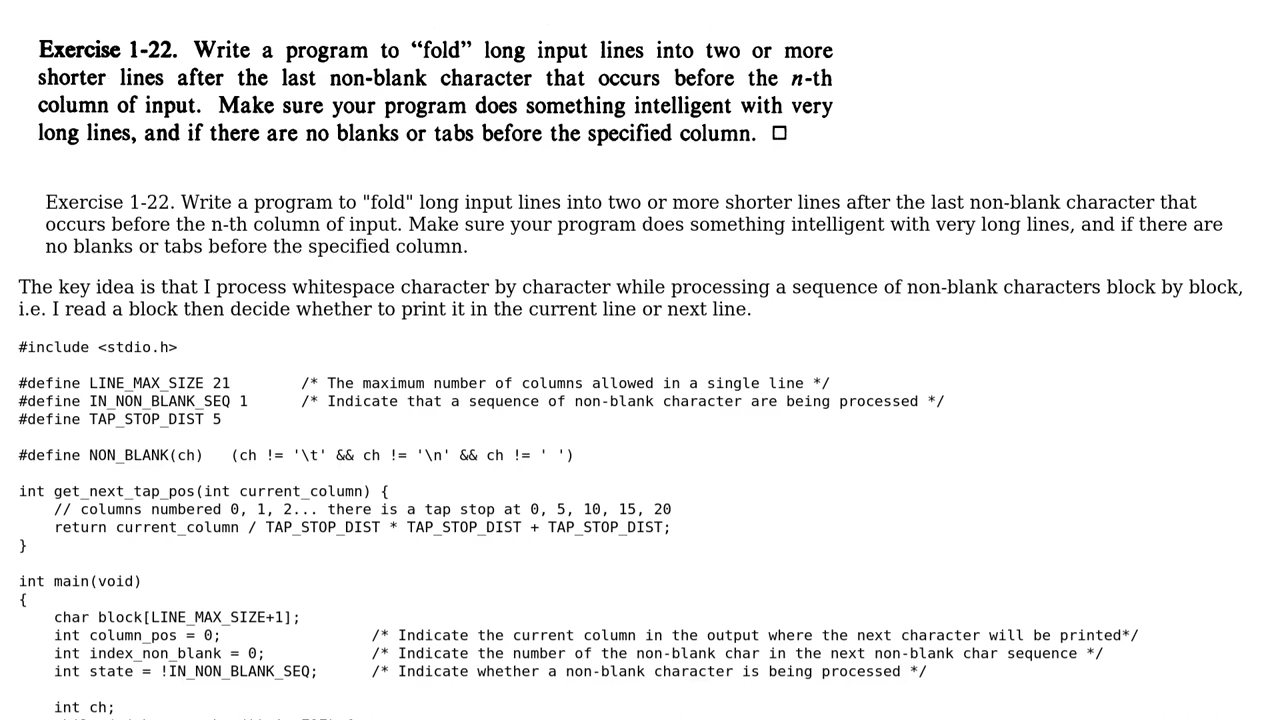 Exercise 1-22. Write a program to “fold” long input lines into two or more
shorter lines after the last non-blank character that occurs before the n-th
column of input. Make sure your program does something intelligent with very
long lines, and if there are no blanks or tabs before the specified column. □
Exercise 1-22. Write a program to "fold" long input lines into two or more shorter lines after the last non-blank character that
occurs before the n-th column of input. Make sure your program does something intelligent with very long lines, and if there are
no blanks or tabs before the specified column.
The key idea is that I process whitespace character by character while processing a sequence of non-blank characters block by block,
i.e. I read a block then decide whether to print it in the current line or next line.
#include <stdio.h>
#define LINE_MAX_SIZE 21        /* The maximum number of columns allowed in a single line */
#define IN_NON_BLANK_SEQ 1      /* Indicate that a sequence of non-blank character are being processed */
#define TAP_STOP_DIST 5
#define NON_BLANK(ch)   (ch != '\t' && ch != '\n' && ch != ' ')
int get_next_tap_pos(int current_column) {
    // columns numbered 0, 1, 2... there is a tap stop at 0, 5, 10, 15, 20
    return current_column / TAP_STOP_DIST * TAP_STOP_DIST + TAP_STOP_DIST;
}
int main(void)
{
    char block[LINE_MAX_SIZE+1];
    int column_pos = 0;                 /* Indicate the current column in the output where the next character will be printed*/
    int index_non_blank = 0;            /* Indicate the number of the non-blank char in the next non-blank char sequence */
    int state = !IN_NON_BLANK_SEQ;      /* Indicate whether a non-blank character is being processed */
    int ch;